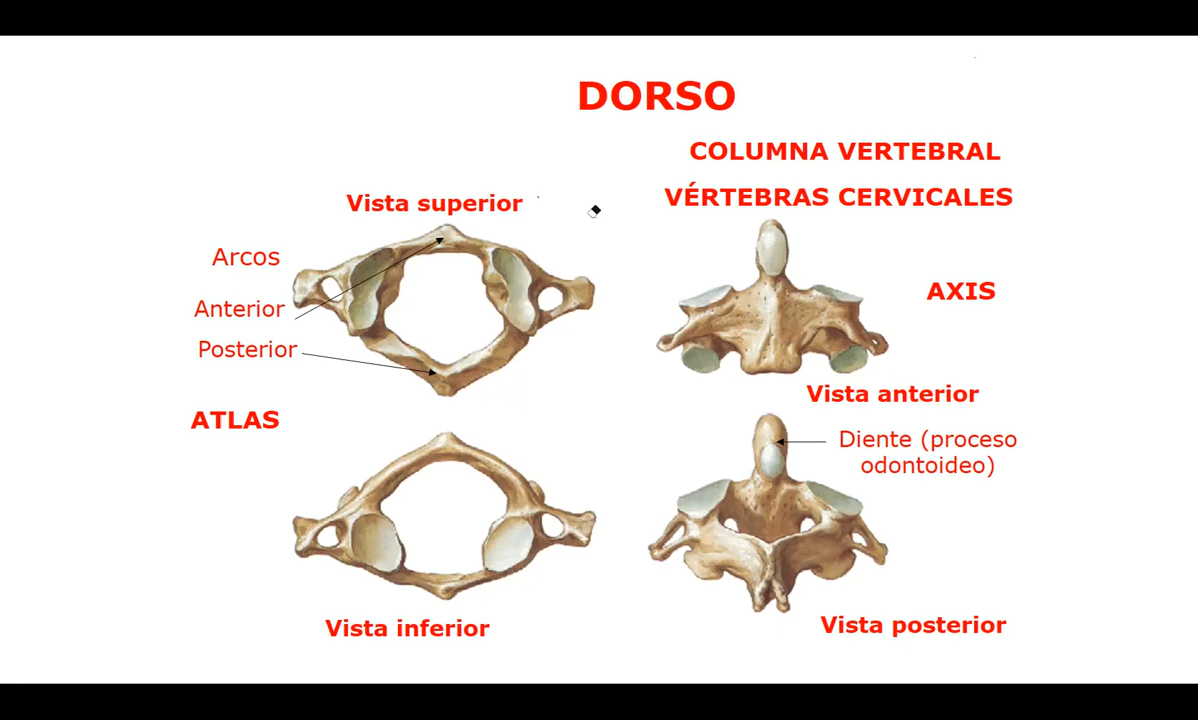 DORSO
COLUMNA VERTEBRAL
VÉRTEBRAS CERVICALES
Vista superior
Arcos
Anterior
Posterior
ATLAS
AXIS
Vista anterior
Diente (proceso
odontoideo)
Vista inferior
Vista posterior